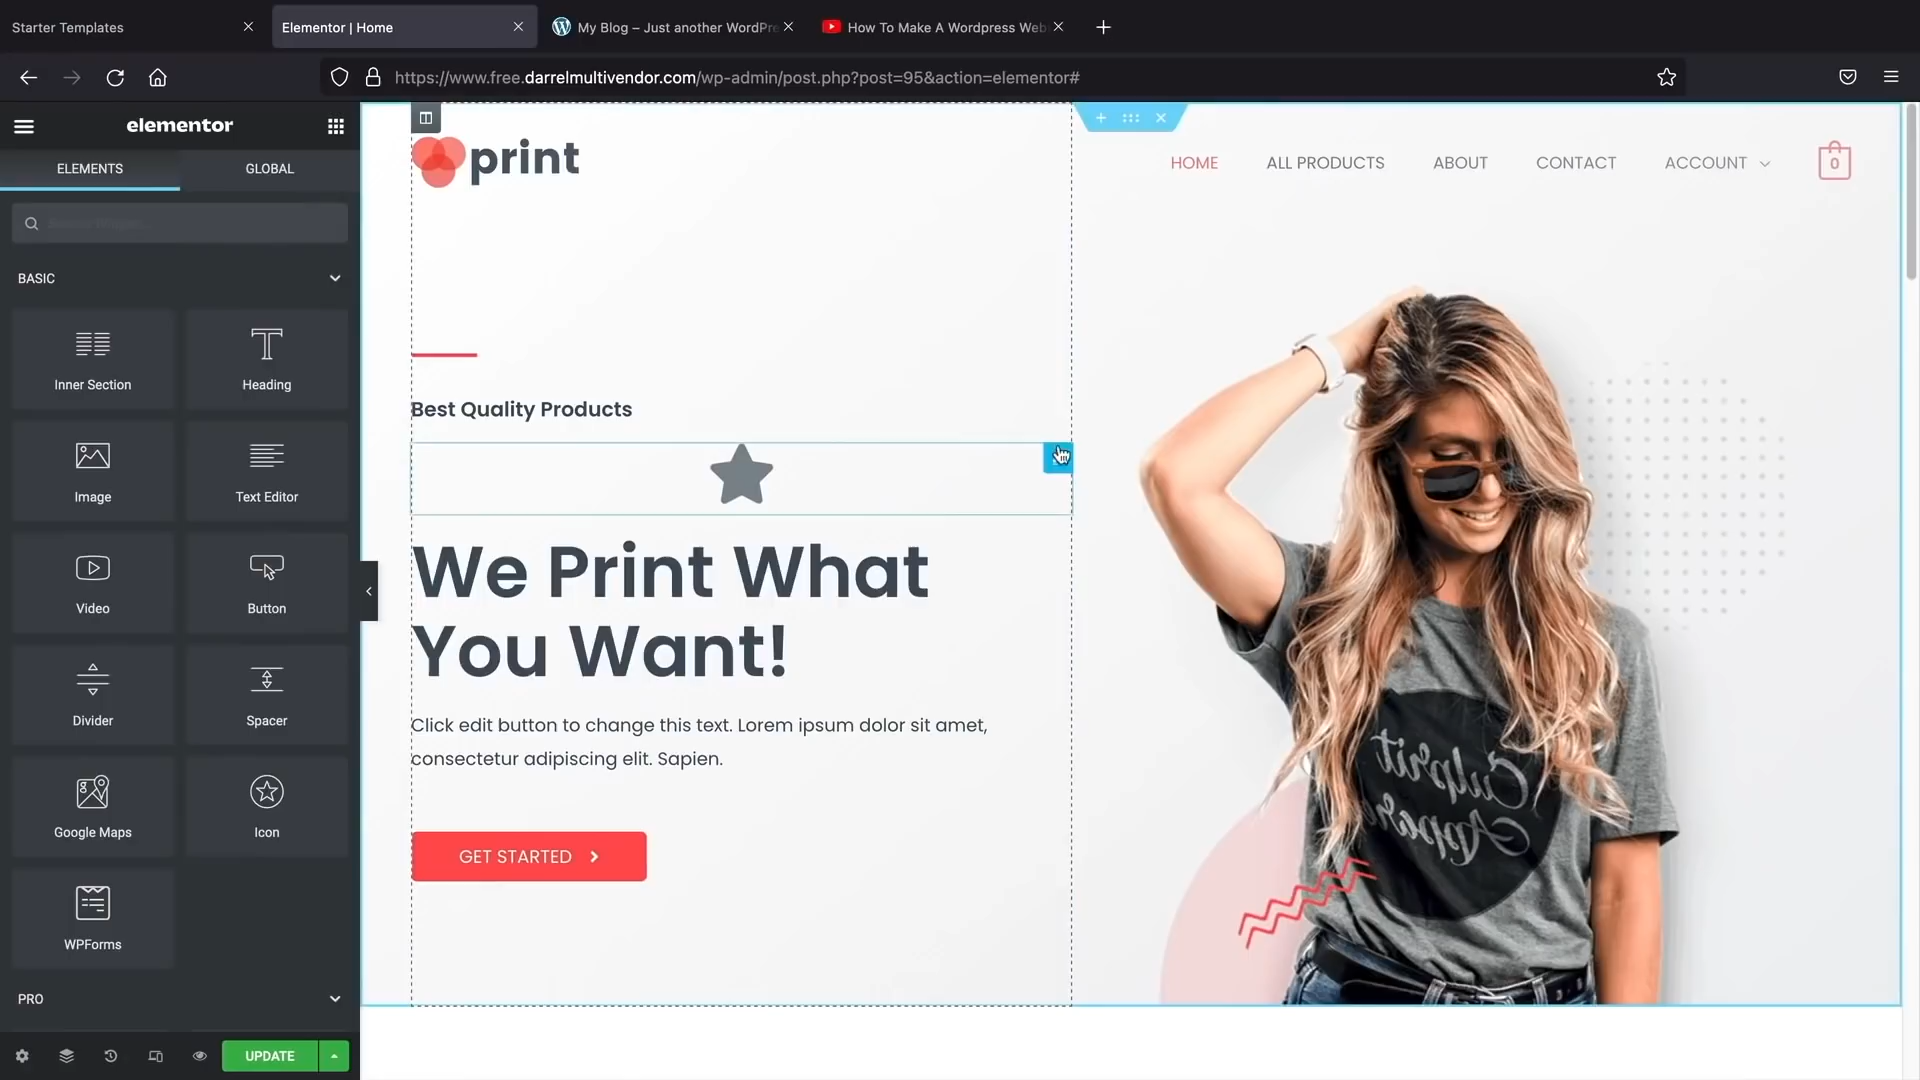 Starter Templates
Elementor | Home
My Blog – Just another WordPre
How To Make A Wordpress Web
https://www.free.darrelmultivendor.com/wp-admin/post.php?post=95&action=elementor#
elementor
ELEMENTS
GLOBAL
BASIC
Inner Section
Heading
Image
Text Editor
Video
Button
Divider
Spacer
Google Maps
Icon
WPForms
PRO
UPDATE
print
HOME
ALL PRODUCTS
ABOUT
CONTACT
ACCOUNT
0
Best Quality Products
We Print What
You Want!
Click edit button to change this text. Lorem ipsum dolor sit amet,
consectetur adipiscing elit. Sapien.
GET STARTED
Culprit